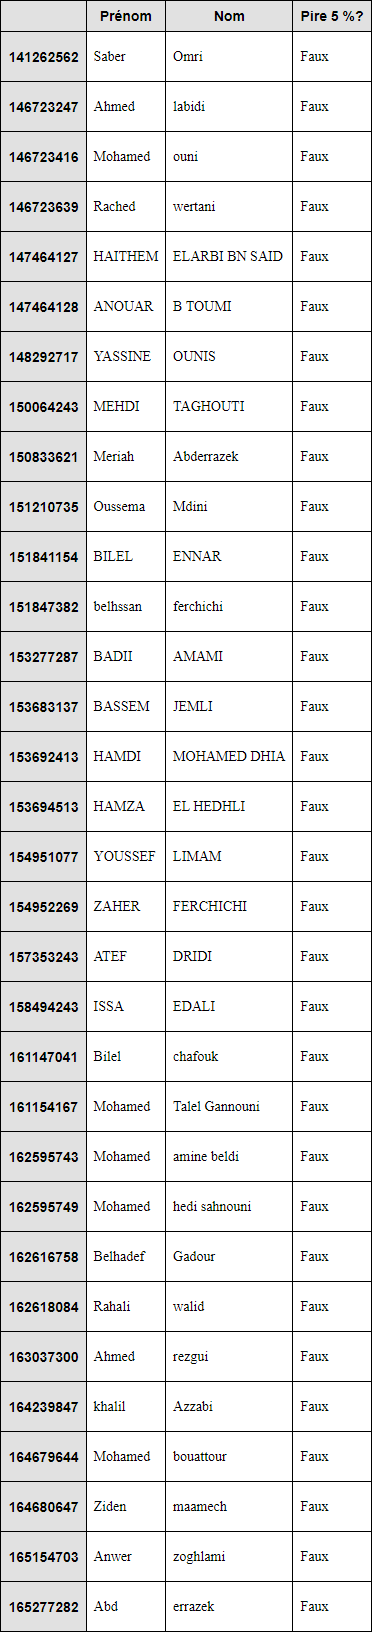 Prénom Nom Pire 5 %?
141262562 Saber Omri Faux
146723247 Ahmed labidi Faux
146723416 Mohamed ouni Faux
146723639 Rached wertani Faux
147464127 HAITHEM ELARBI BN SAID Faux
147464128 ANOUAR B TOUMI Faux
148292717 YASSINE OUNIS Faux
150064243 MEHDI TAGHOUTI Faux
150833621 Meriah Abderrazek Faux
151210735 Oussema Mdini Faux
151841154 BILEL ENNAR Faux
151847382 belhssan ferchichi Faux
153277287 BADII AMAMI Faux
153683137 BASSEM JEMLI Faux
153692413 HAMDI MOHAMED DHIA Faux
153694513 HAMZA EL HEDHLI Faux
154951077 YOUSSEF LIMAM Faux
154952269 ZAHER FERCHICHI Faux
157353243 ATEF DRIDI Faux
158494243 ISSA EDALI Faux
161147041 Bilel chafouk Faux
161154167 Mohamed Talel Gannouni Faux
162595743 Mohamed amine beldi Faux
162595749 Mohamed hedi sahnouni Faux
162616758 Belhadef Gadour Faux
162618084 Rahali walid Faux
163037300 Ahmed rezgui Faux
164239847 khalil Azzabi Faux
164679644 Mohamed bouattour Faux
164680647 Ziden maamech Faux
165154703 Anwer zoghlami Faux
165277282 Abd errazek Faux